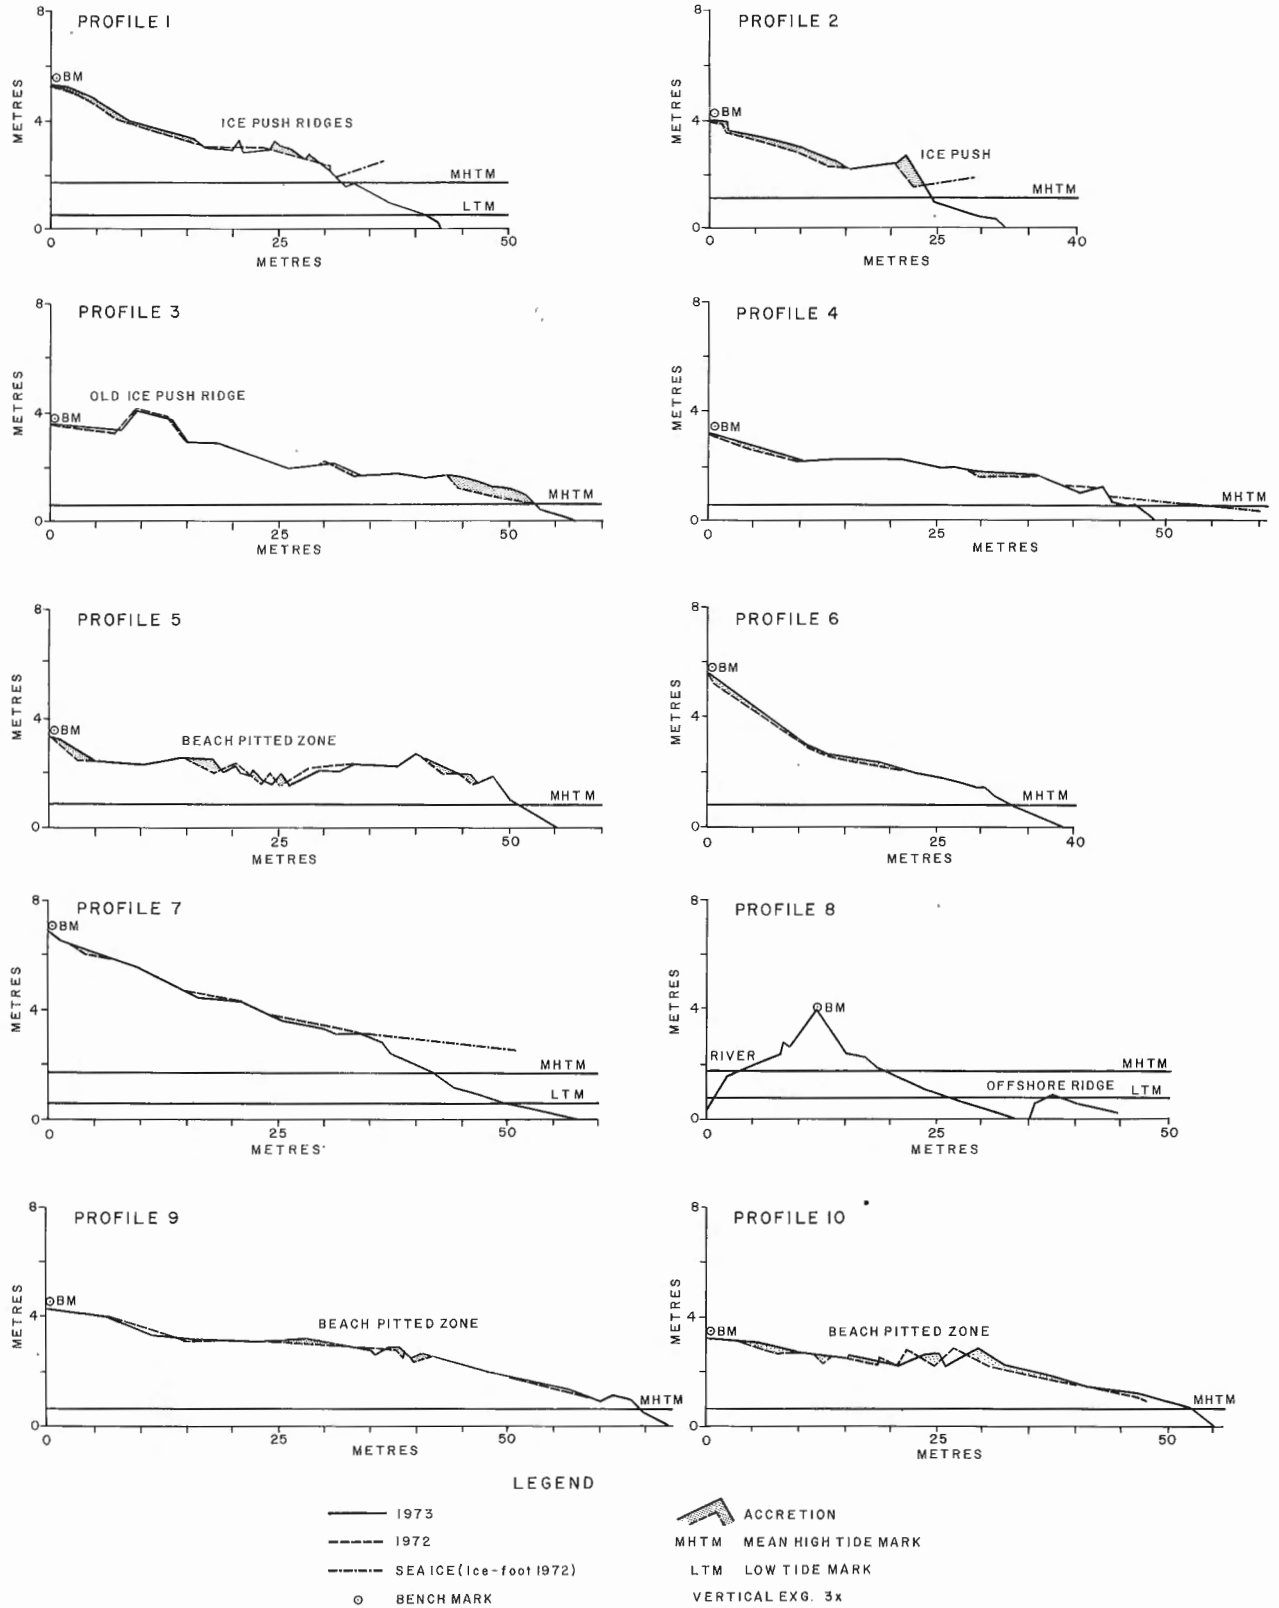 PROFILE 1
8
METRES
BM
4
ICE PUSH RIDGES
MHTM
LTM
0
0 25 50
METRES
PROFILE 2
8
METRES
BM
4
ICE PUSH
MHTM
0
0 25 40
METRES
PROFILE 3
8
METRES
OLD ICE PUSH RIDGE
4
BM
MHTM
0
0 25 50
METRES
PROFILE 4
8
METRES
4
BM
MHTM
0
0 25 50
METRES
PROFILE 5
8
METRES
4
BM
BEACH PITTED ZONE
MHTM
0
25 50
METRES
PROFILE 6
8
METRES
BM
4
MHTM
0
0 25 40
METRES
PROFILE 7
8
BM
METRES
4
MHTM
LTM
0
0 25 50
METRES
PROFILE 8
8
METRES
4
BM
RIVER
MHTM
OFFSHORE RIDGE
LTM
0
0 25 50
METRES
PROFILE 9
8
METRES
BM
4
BEACH PITTED ZONE
MHTM
0
0 25 50
METRES
PROFILE 10
8
METRES
4
BM
BEACH PITTED ZONE
MHTM
0
0 25 50
METRES
LEGEND
1973
1972
SEA ICE (Ice-foot 1972)
BENCH MARK
ACCRETION
MHTM MEAN HIGH TIDE MARK
LTM LOW TIDE MARK
VERTICAL EXG. 3x